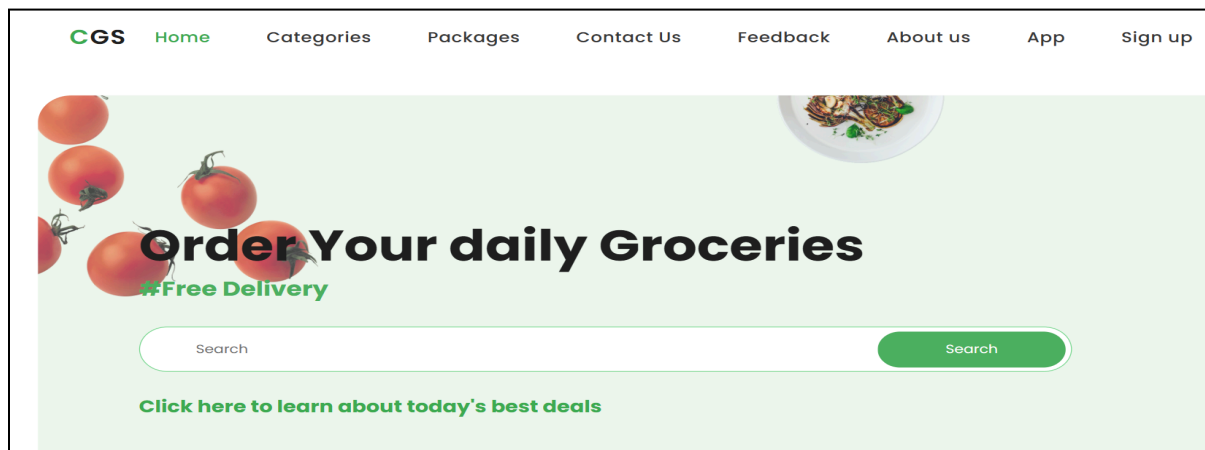 CGS Home Categories Packages Contact Us Feedback About us App Sign up
Order Your daily Groceries
#Free Delivery
Search Search
Click here to learn about today's best deals